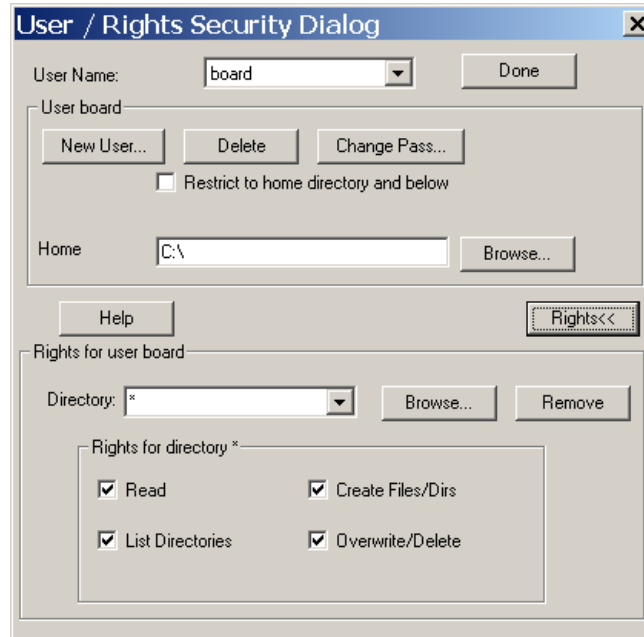 User / Rights Security Dialog
User Name: board Done
User board
New User... Delete Change Pass...
Restrict to home directory and below
Home C:\ Browse...
Help Rights<<
Rights for user board
Directory: * Browse... Remove
Rights for directory *
Read Create Files/Dirs
List Directories Overwrite/Delete